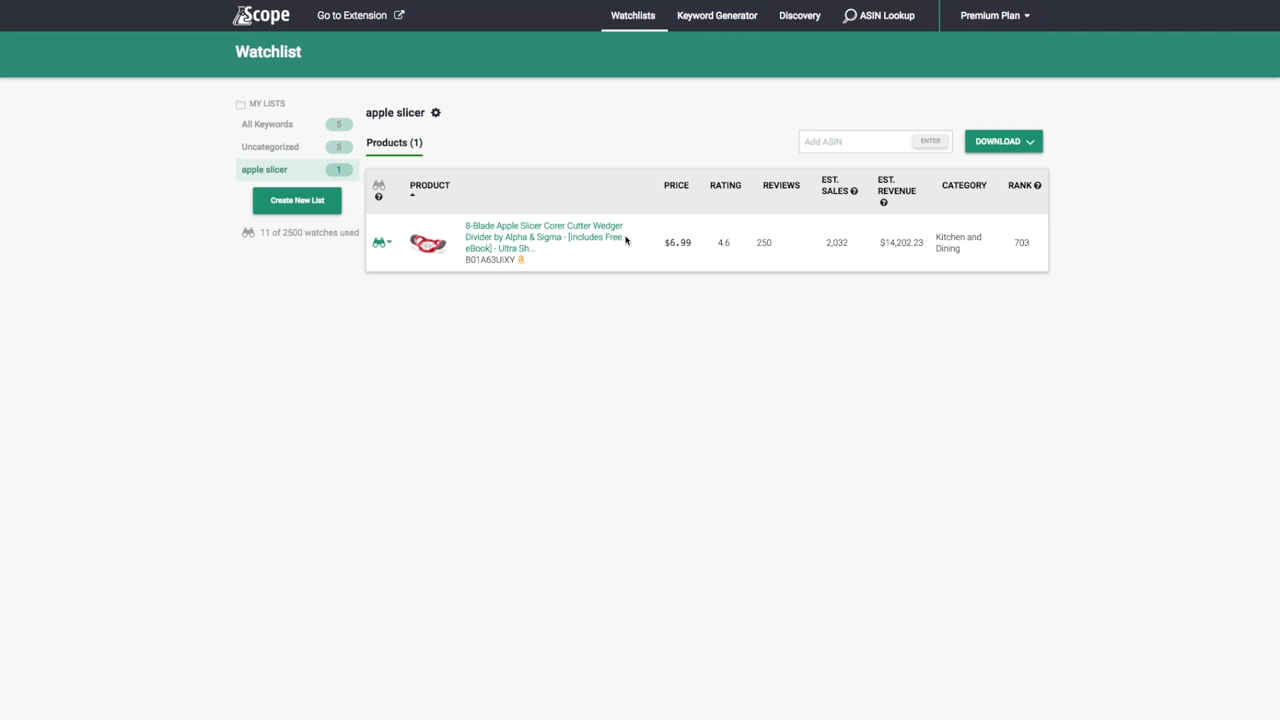 Scope
Go to Extension
Watchlists
Keyword Generator
Discovery
ASIN Lookup
Premium Plan
Watchlist
MY LISTS
All Keywords 5
Uncategorized 5
apple slicer 1
Create New List
11 of 2500 watches used
apple slicer
Products (1)
Add ASIN
ENTER
DOWNLOAD
PRODUCT
PRICE
RATING
REVIEWS
EST.
SALES
EST.
REVENUE
CATEGORY
RANK
8-Blade Apple Slicer Corer Cutter Wedger
Divider by Alpha & Sigma - [Includes Free
eBook] - Ultra Sh...
B01A63UIXY
$6.99
4.6
250
2,032
$14,202.23
Kitchen and
Dining
703